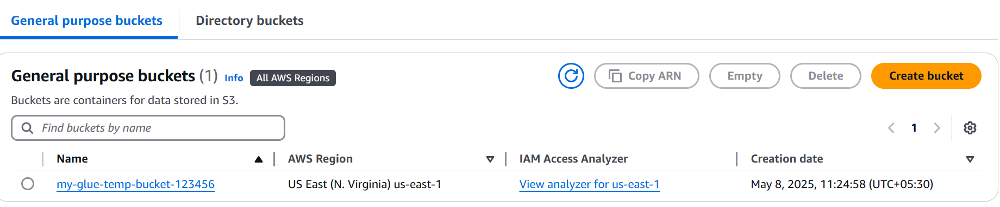 General purpose buckets Directory buckets
General purpose buckets (1) Info All AWS Regions Copy ARN Empty Delete Create bucket
Buckets are containers for data stored in S3.
Find buckets by name 1
Name AWS Region IAM Access Analyzer Creation date
my-glue-temp-bucket-123456 US East (N. Virginia) us-east-1 View analyzer for us-east-1 May 8, 2025, 11:24:58 (UTC+05:30)